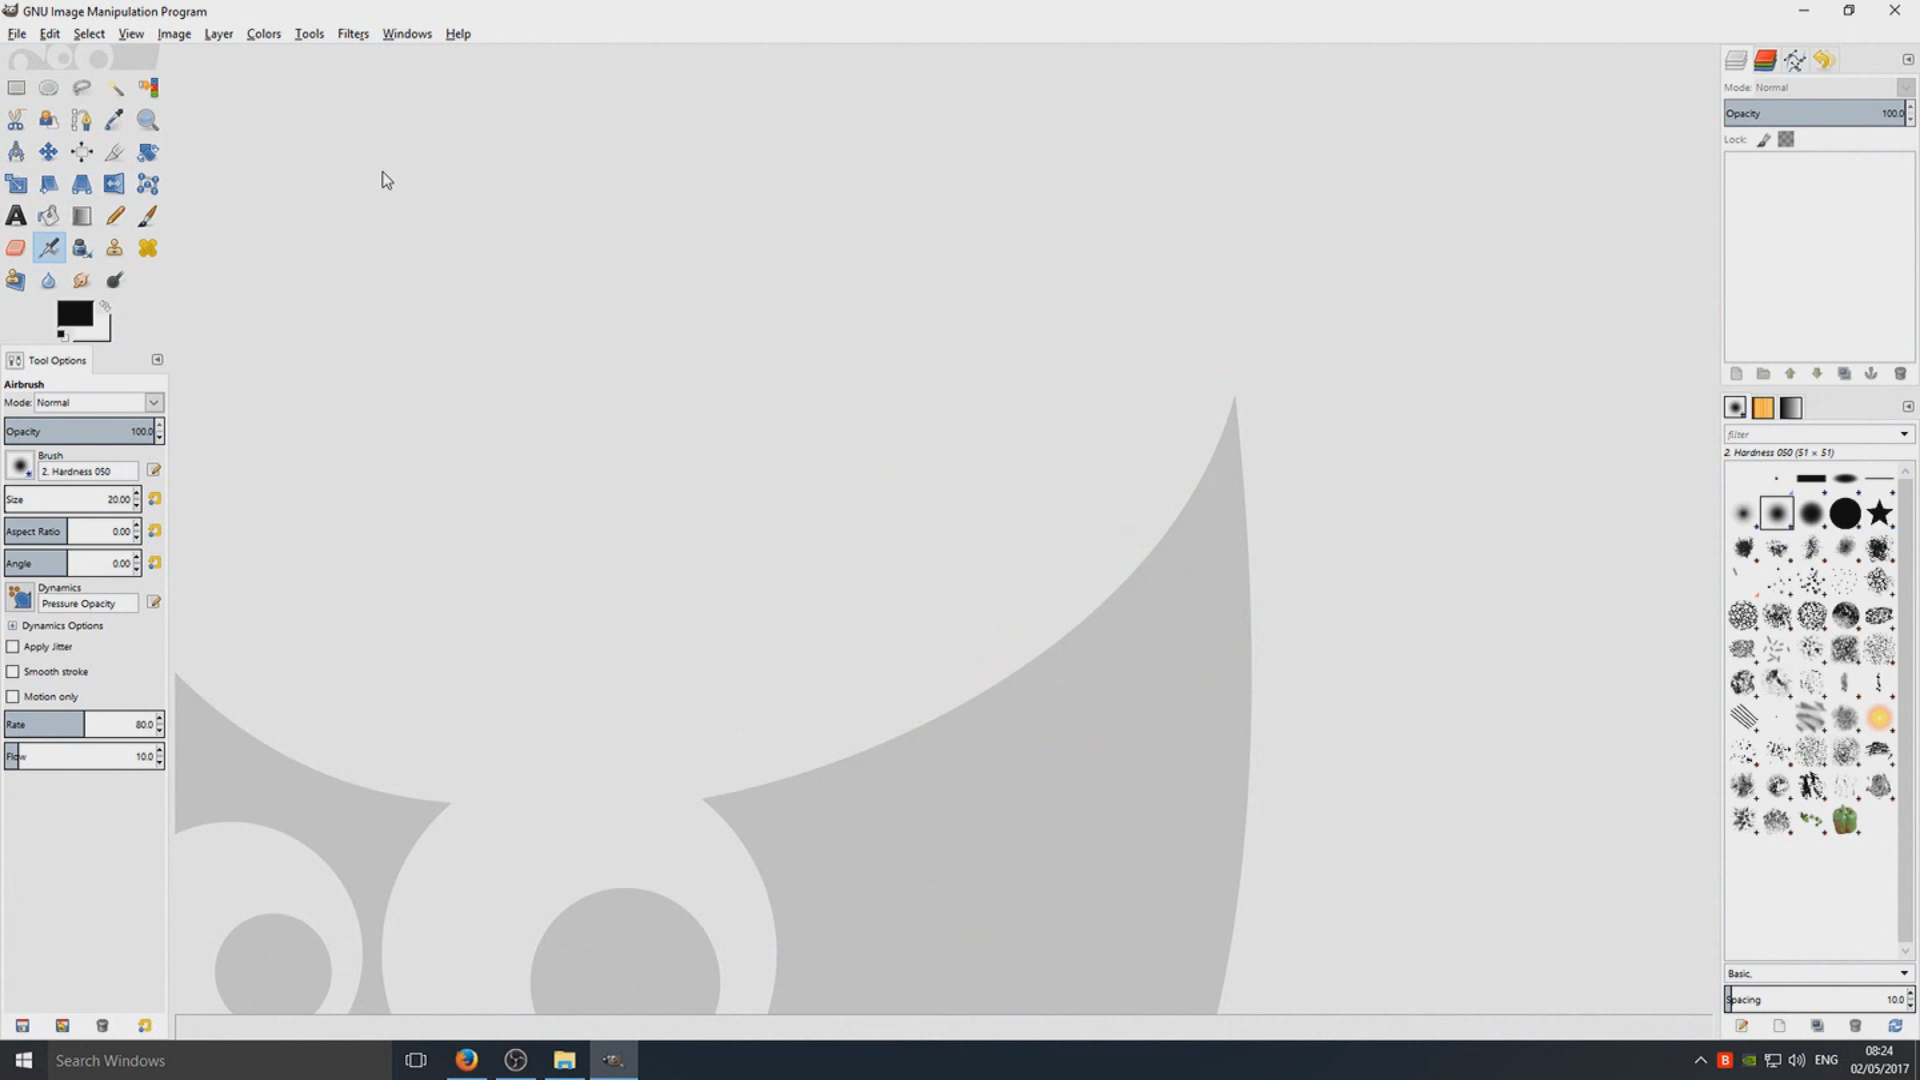 GNU Image Manipulation Program
File Edit Select View Image Layer Colors Tools Filters Windows Help
Mode: Normal
Opacity 100.0
Lock:
Tool Options
Airbrush
Mode: Normal
Opacity 100.0
Brush
2. Hardness 050
Size 20.00
Aspect Ratio 0.00
Angle 0.00
Dynamics
Pressure Opacity
Dynamics Options
Apply Jitter
Smooth stroke
Motion only
Rate 80.0
Flow 10.0
filter
2. Hardness 050 (51 × 51)
Basic,
Spacing 10.0
Search Windows
B
ENG
08:24
02/05/2017